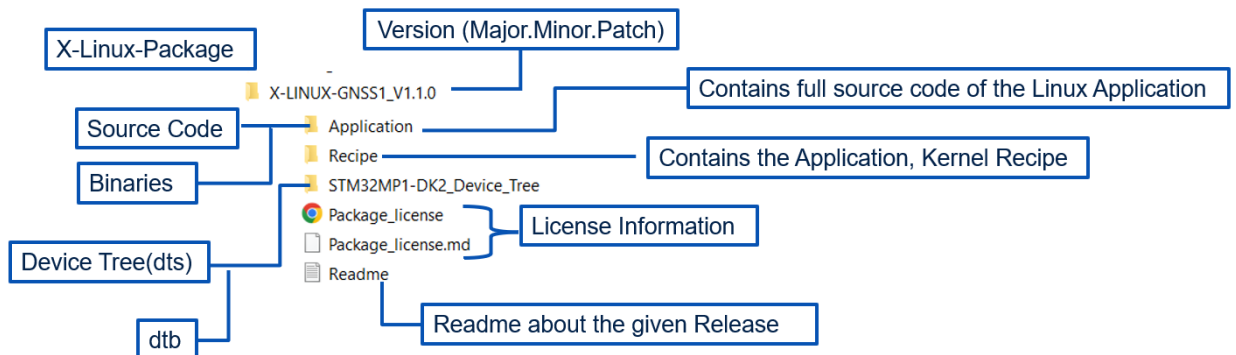 Version (Major.Minor.Patch)
X-Linux-Package
X-LINUX-GNSS1_V1.1.0
Contains full source code of the Linux Application
Source Code
Application
Recipe
Contains the Application, Kernel Recipe
Binaries
STM32MP1-DK2_Device_Tree
Package_license
License Information
Package_license.md
Device Tree(dts)
Readme
Readme about the given Release
dtb